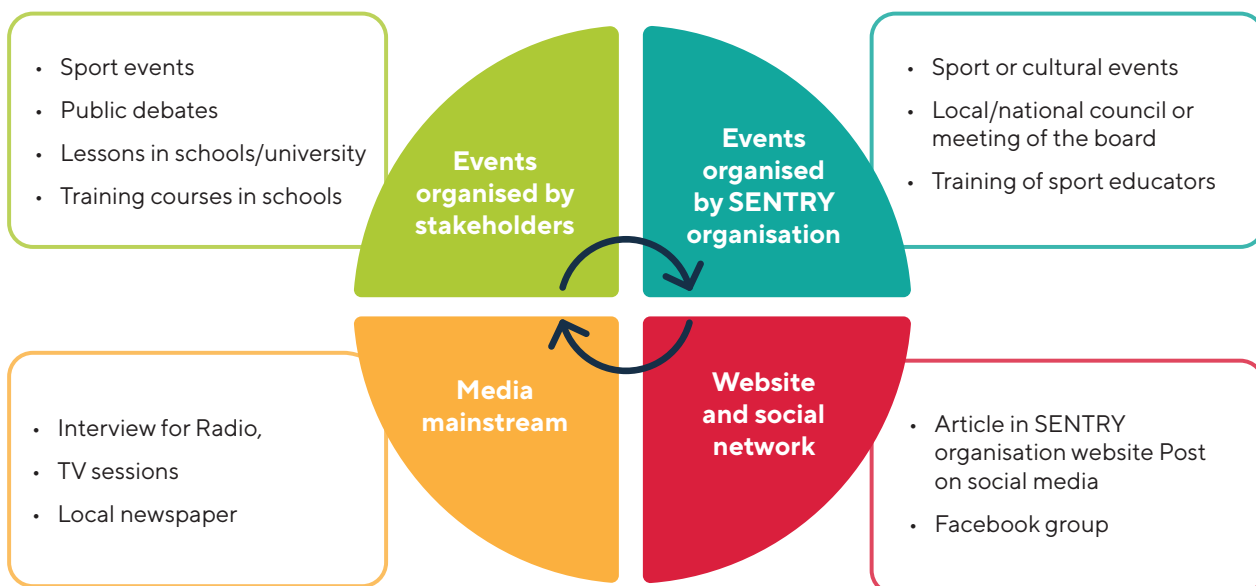 • Sport events
• Public debates
• Lessons in schools/university
• Training courses in schools
Events
organised by
stakeholders
Events
organised
by SENTRY
organisation
• Sport or cultural events
• Local/national council or
meeting of the board
• Training of sport educators
• Interview for Radio,
• TV sessions
• Local newspaper
Media
mainstream
Website
and social
network
• Article in SENTRY
organisation website Post
on social media
• Facebook group